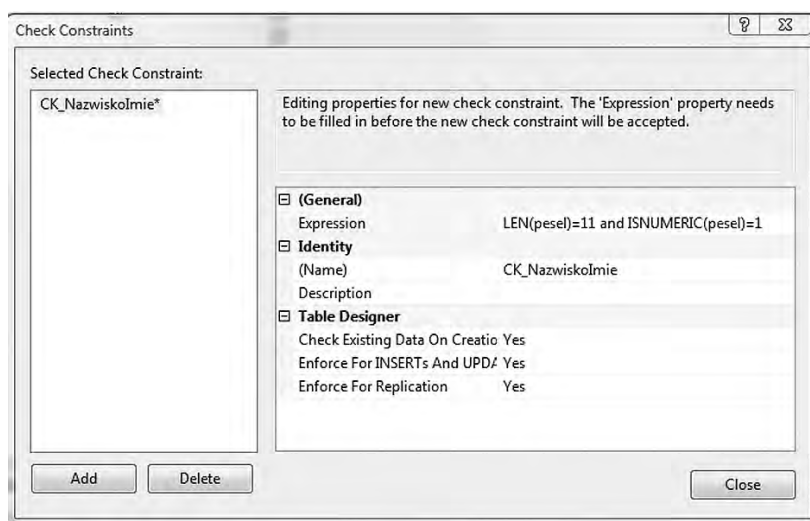 Check Constraints
Selected Check Constraint:
CK_NazwiskoImie*
Editing properties for new check constraint. The 'Expression' property needs
to be filled in before the new check constraint will be accepted.
(General)
Expression LEN(pesel)=11 and ISNUMERIC(pesel)=1
Identity
(Name) CK_NazwiskoImie
Description
Table Designer
Check Existing Data On Creatio Yes
Enforce For INSERTs And UPDA Yes
Enforce For Replication Yes
Add Delete Close